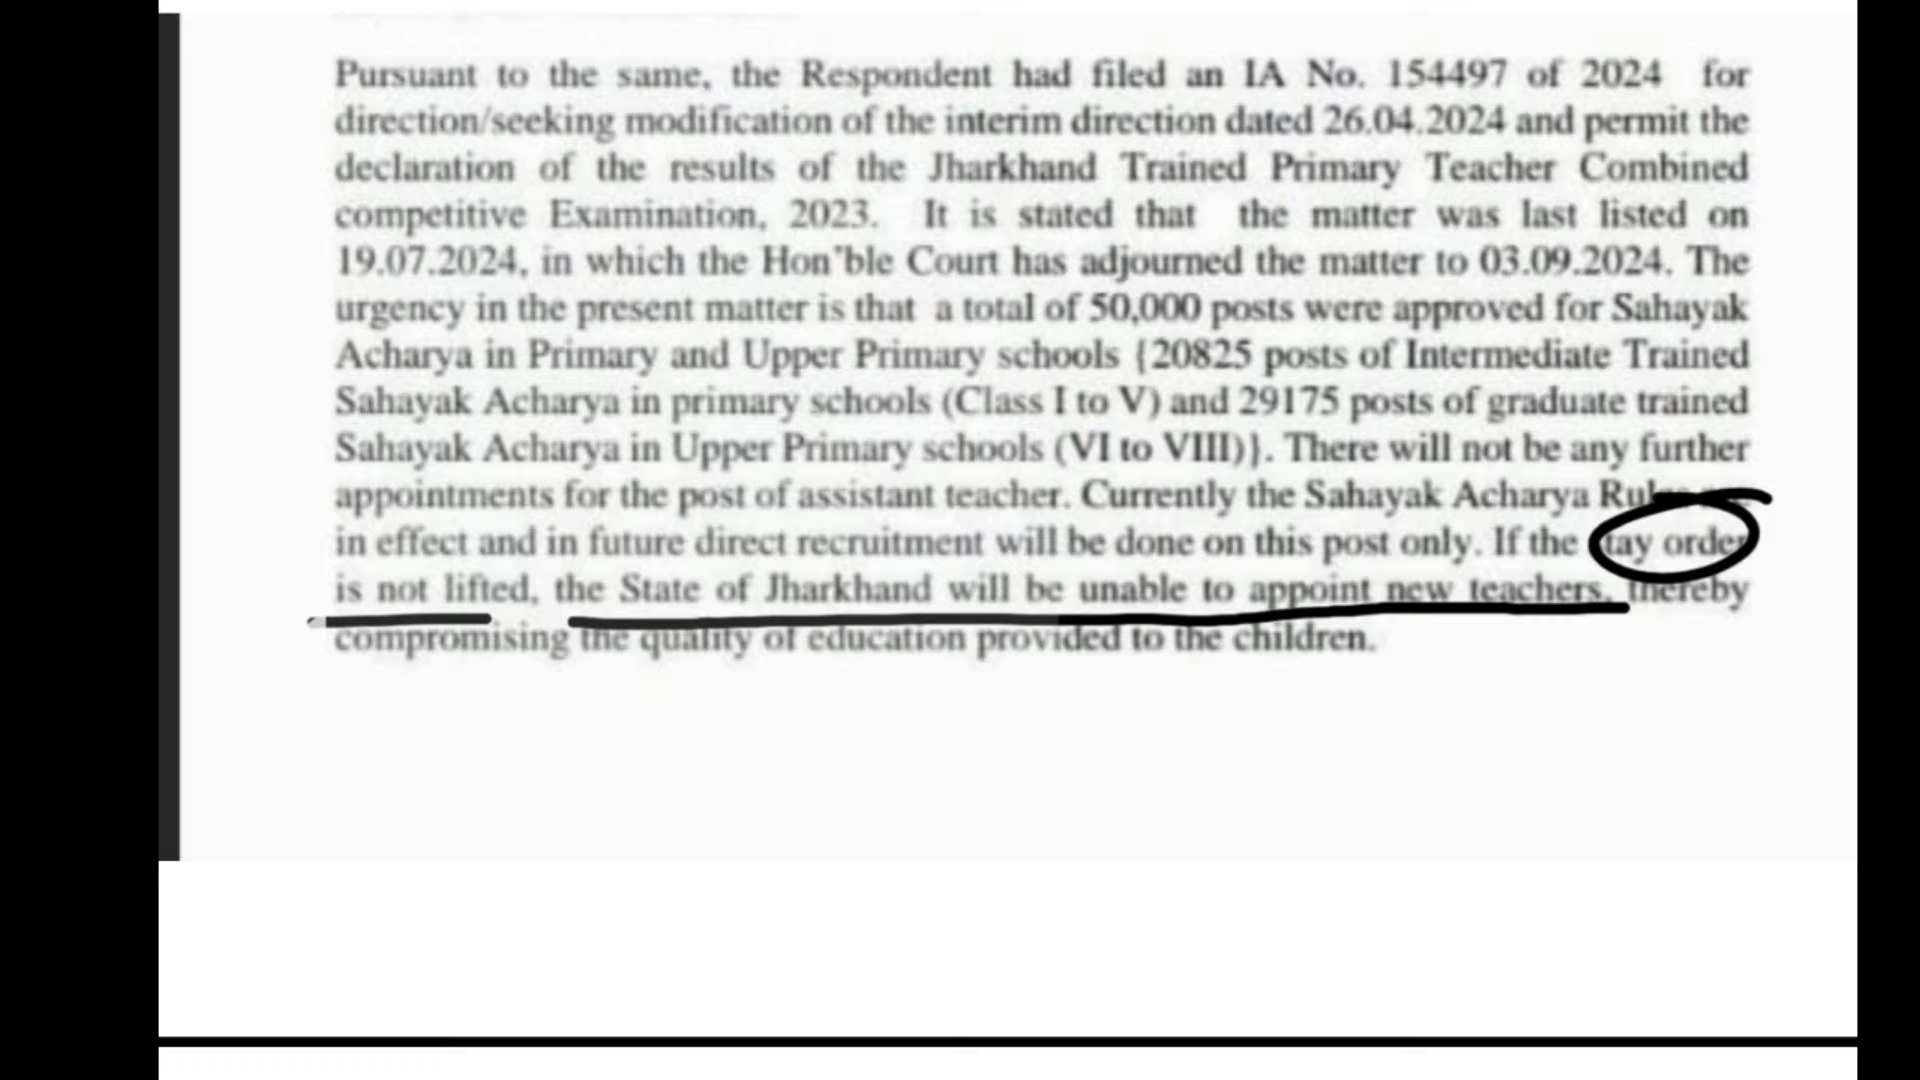 Pursuant to the same, the Respondent had filed an IA No. 154497 of 2024 for
direction/seeking modification of the interim direction dated 26.04.2024 and permit the
declaration of the results of the Jharkhand Trained Primary Teacher Combined
competitive Examination, 2023. It is stated that the matter was last listed on
19.07.2024, in which the Hon'ble Court has adjourned the matter to 03.09.2024. The
urgency in the present matter is that a total of 50,000 posts were approved for Sahayak
Acharya in Primary and Upper Primary schools {20825 posts of Intermediate Trained
Sahayak Acharya in primary schools (Class I to V) and 29175 posts of graduate trained
Sahayak Acharya in Upper Primary schools (VI to VIII)}. There will not be any further
appointments for the post of assistant teacher. Currently the Sahayak Acharya
in effect and in future direct recruitment will be done on this post only. If the stay order
is not lifted, the State of Jharkhand will be unable to appoint new teachers, thereby
compromising the quality of education provided to the children.